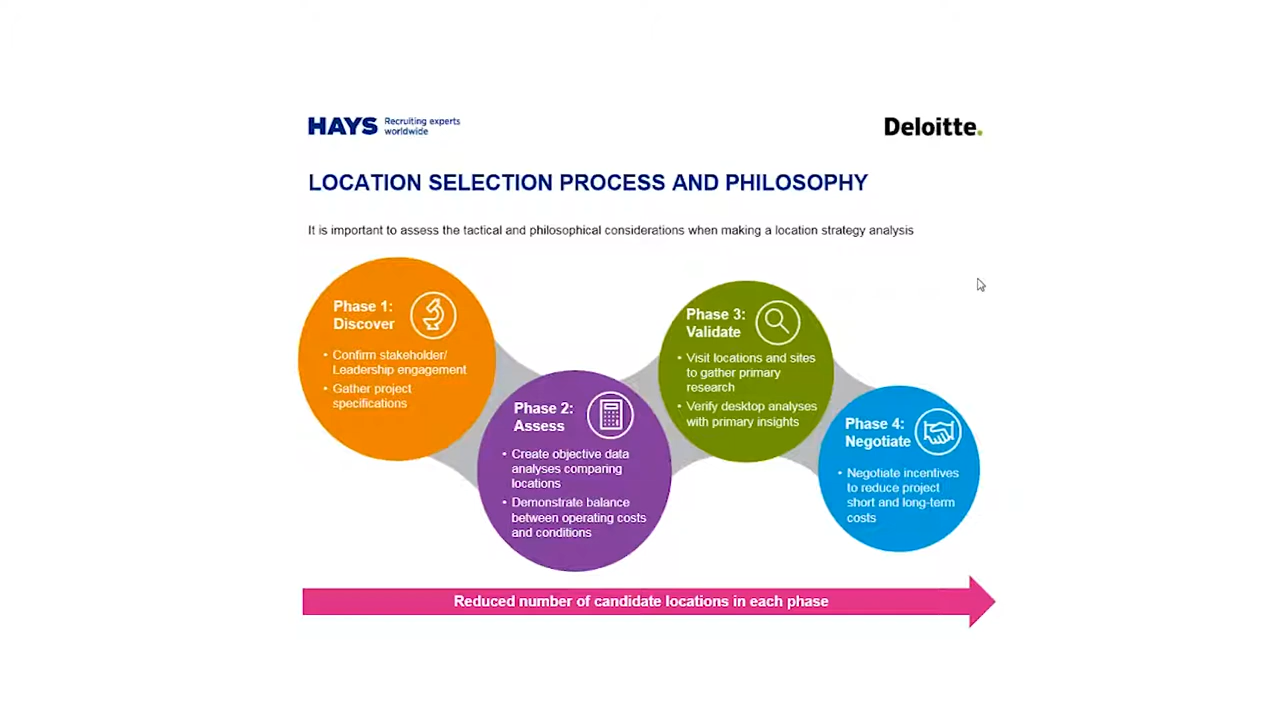 HAYS Recruiting experts
worldwide
Deloitte.
LOCATION SELECTION PROCESS AND PHILOSOPHY
It is important to assess the tactical and philosophical considerations when making a location strategy analysis
Phase 1:
Discover
• Confirm stakeholder/
Leadership engagement
• Gather project
specifications
Phase 2:
Assess
• Create objective data
analyses comparing
locations
• Demonstrate balance
between operating costs
and conditions
Phase 3:
Validate
• Visit locations and sites
to gather primary
research
• Verify desktop analyses
with primary insights
Phase 4:
Negotiate
• Negotiate incentives
to reduce project
short and long-term
costs
Reduced number of candidate locations in each phase